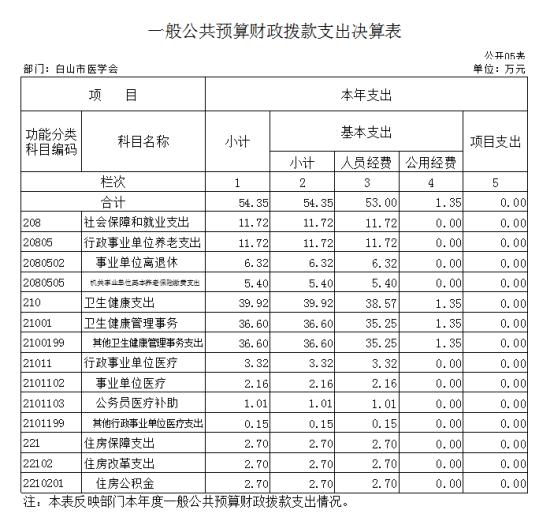 一般公共预算财政拨款支出决算表
公开05表
部门：白山市医学会 单位：万元
项 目 本年支出
功能分类科目编码 科目名称 小计 基本支出 项目支出
小计 人员经费 公用经费
栏次 1 2 3 4 5
合计 54.35 54.35 53.00 1.35 0.00
208 社会保障和就业支出 11.72 11.72 11.72 0.00 0.00
20805 行政事业单位养老支出 11.72 11.72 11.72 0.00 0.00
2080502 事业单位离退休 6.32 6.32 6.32 0.00 0.00
2080505 机关事业单位基本养老保险缴费支出 5.40 5.40 5.40 0.00 0.00
210 卫生健康支出 39.92 39.92 38.57 1.35 0.00
21001 卫生健康管理事务 36.60 36.60 35.25 1.35 0.00
2100199 其他卫生健康管理事务支出 36.60 36.60 35.25 1.35 0.00
21011 行政事业单位医疗 3.32 3.32 3.32 0.00 0.00
2101102 事业单位医疗 2.16 2.16 2.16 0.00 0.00
2101103 公务员医疗补助 1.01 1.01 1.01 0.00 0.00
2101199 其他行政事业单位医疗支出 0.15 0.15 0.15 0.00 0.00
221 住房保障支出 2.70 2.70 2.70 0.00 0.00
22102 住房改革支出 2.70 2.70 2.70 0.00 0.00
2210201 住房公积金 2.70 2.70 2.70 0.00 0.00
注：本表反映部门本年度一般公共预算财政拨款支出情况。